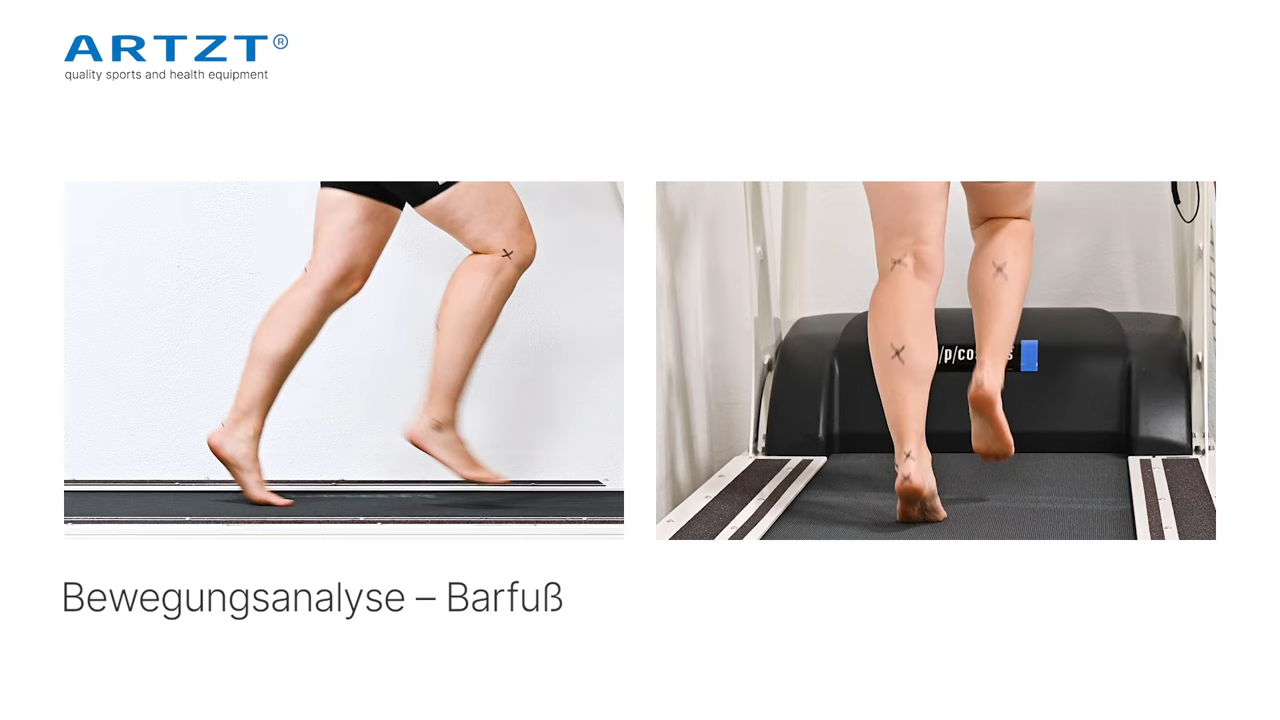 ARTZT®
quality sports and health equipment
Bewegungsanalyse – Barfuß